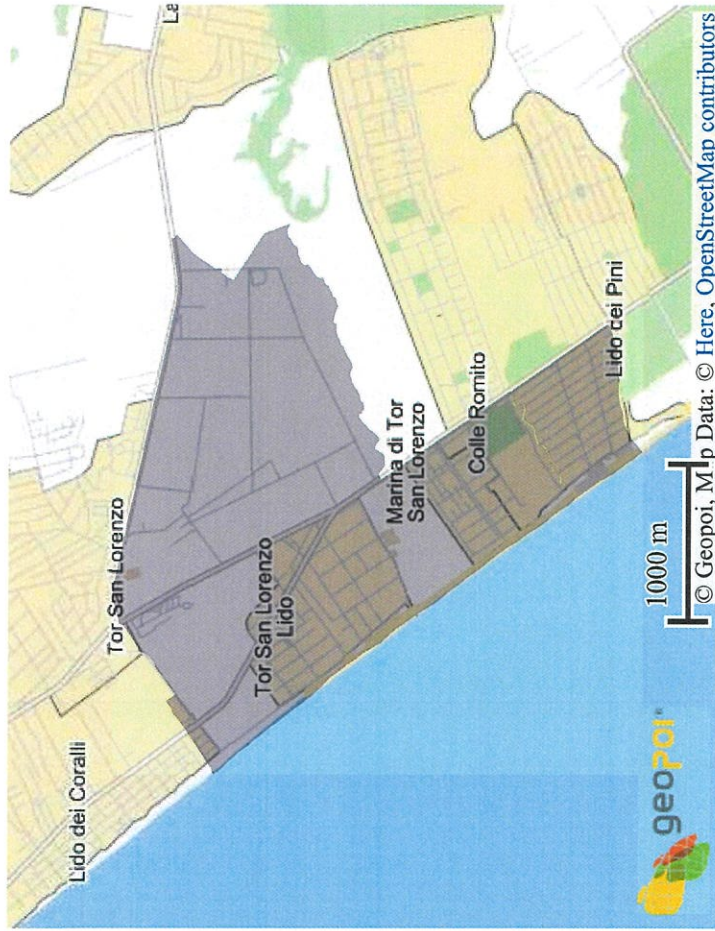 La
Tor San Lorenzo
Lido dei Coralli
Tor San Lorenzo
Lido
Marina di Tor
San Lorenzo
Colle Romito
Lido dei Pini
1000 m
geopoi®
© Geopoi, Map Data: © Here, OpenStreetMap contributors